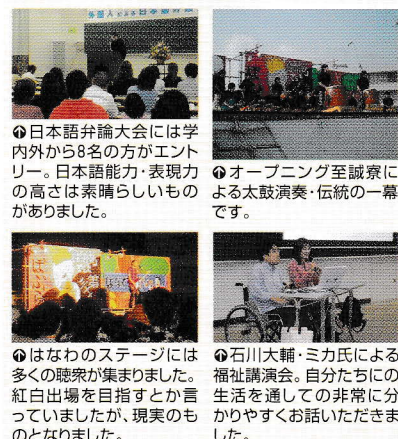 外国人による日本語弁論
⮉日本語弁論大会には学
内外から8名の方がエント
リー。日本語能力・表現力
の高さは素晴らしいもの
がありました。
⮉オープニング至誠寮に
よる太鼓演奏・伝統の一幕
です。
⮉はなわのステージには
多くの聴衆が集まりました。
紅白出場を目指すとか言
っていましたが、現実のも
のとなりました。
⮉石川大輔・ミカ氏による
福祉講演会。自分たちにの
生活を通しての非常に分
かりやすくお話いただきま
した。